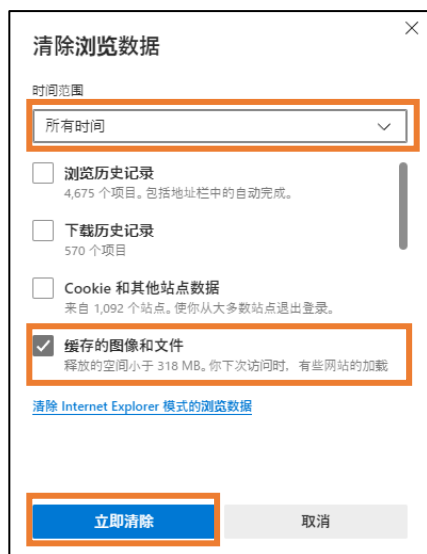 清除浏览数据
时间范围
所有时间
浏览历史记录
4,675 个项目。包括地址栏中的自动完成。
下载历史记录
570 个项目
Cookie 和其他站点数据
来自 1,092 个站点。使你从大多数站点退出登录。
缓存的图像和文件
释放的空间小于 318 MB。你下次访问时，有些网站的加载
清除 Internet Explorer 模式的浏览数据
立即清除
取消